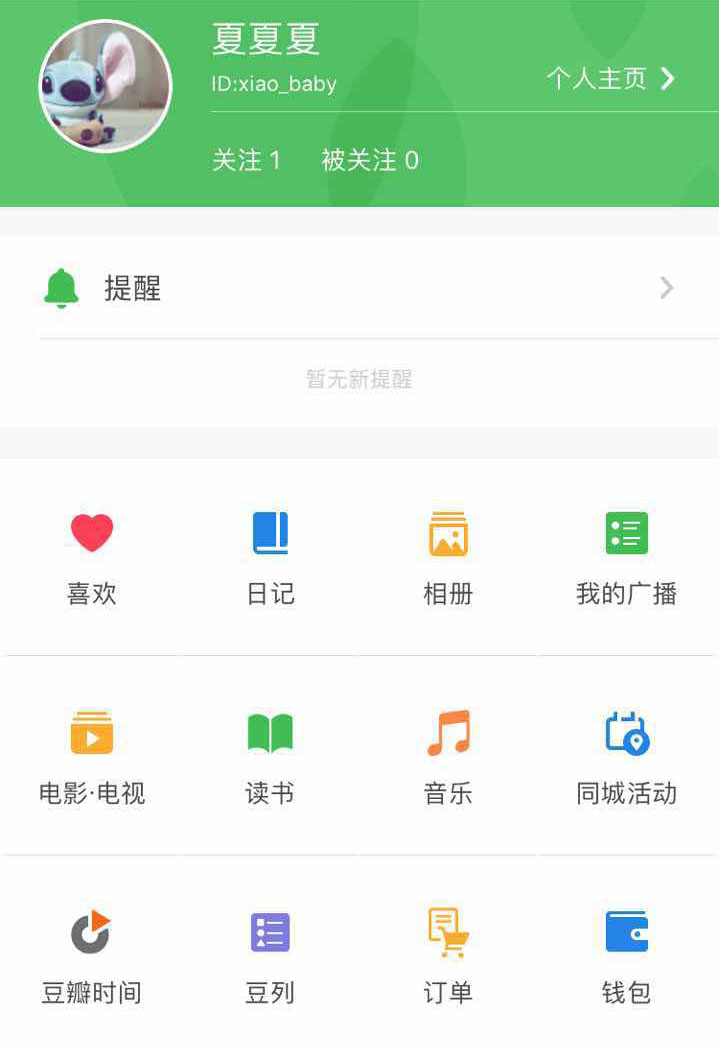 夏夏夏
ID:xiao_baby
个人主页
关注 1 被关注 0
提醒
暂无新提醒
喜欢 日记 相册 我的广播
电影·电视 读书 音乐 同城活动
豆瓣时间 豆列 订单 钱包